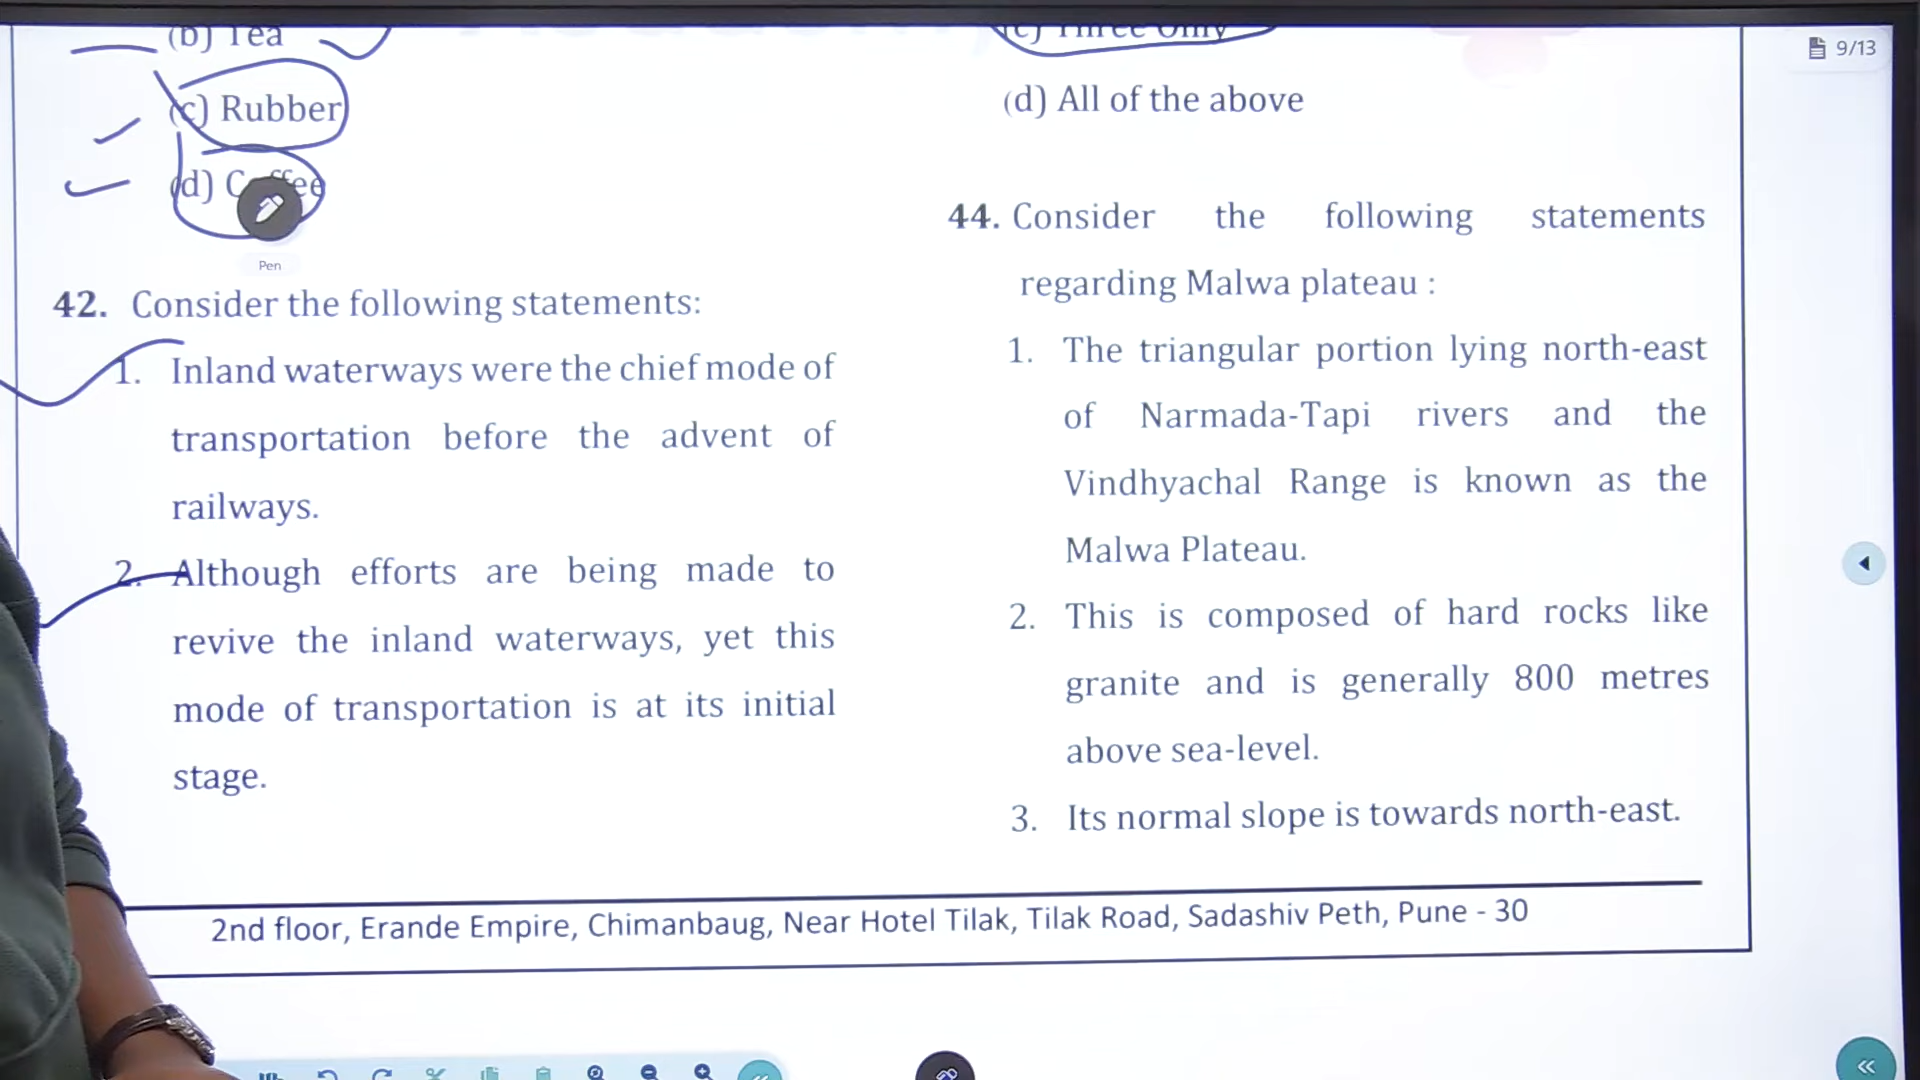 (b) Tea
(c) Rubber
(d) Coffee
Pen
42. Consider the following statements:
1. Inland waterways were the chief mode of
transportation before the advent of
railways.
2. Although efforts are being made to
revive the inland waterways, yet this
mode of transportation is at its initial
stage.
(c) Three Only
(d) All of the above
44. Consider the following statements
regarding Malwa plateau :
1. The triangular portion lying north-east
of Narmada-Tapi rivers and the
Vindhyachal Range is known as the
Malwa Plateau.
2. This is composed of hard rocks like
granite and is generally 800 metres
above sea-level.
3. Its normal slope is towards north-east.
2nd floor, Erande Empire, Chimanbaug, Near Hotel Tilak, Tilak Road, Sadashiv Peth, Pune - 30
9/13